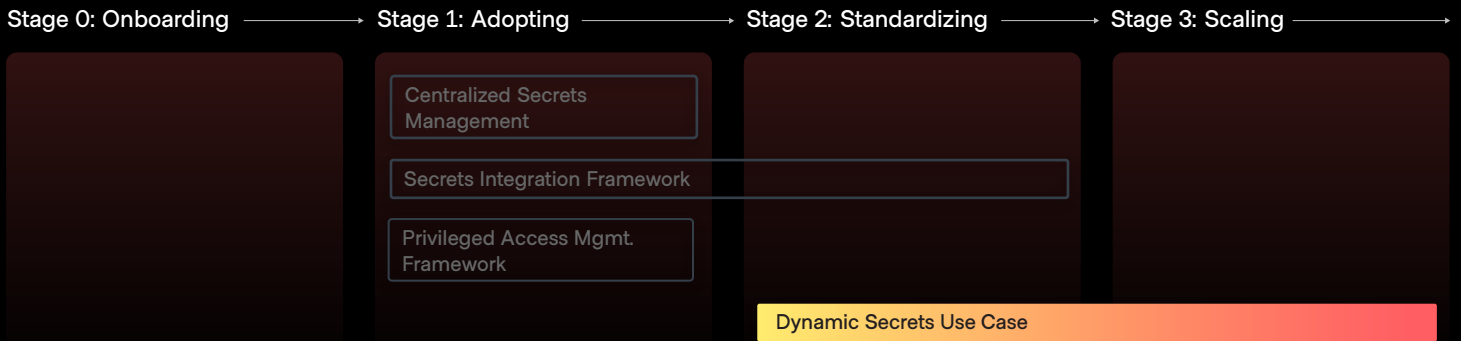 Stage 0: Onboarding
Stage 1: Adopting
Stage 2: Standardizing
Stage 3: Scaling
Centralized Secrets
Management
Secrets Integration Framework
Privileged Access Mgmt.
Framework
Dynamic Secrets Use Case